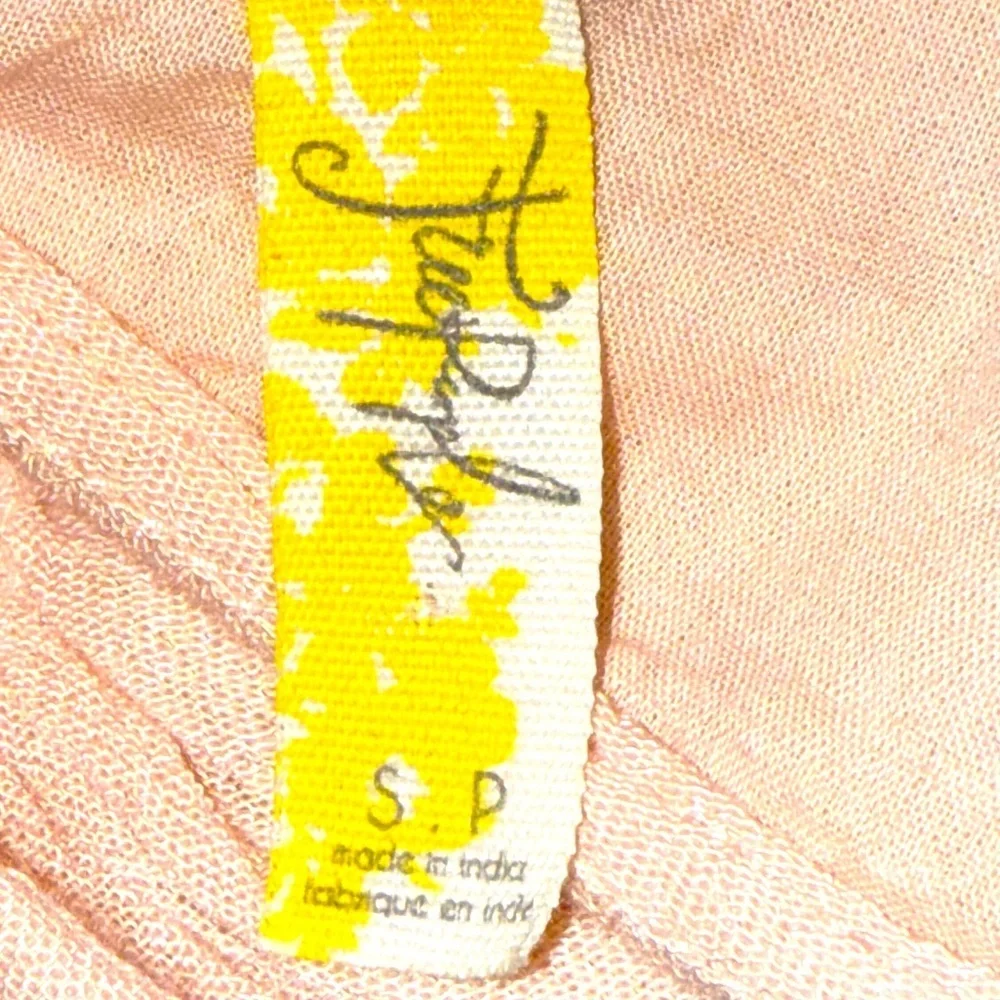 Free People
S. P
made in india
fabriqué en inde